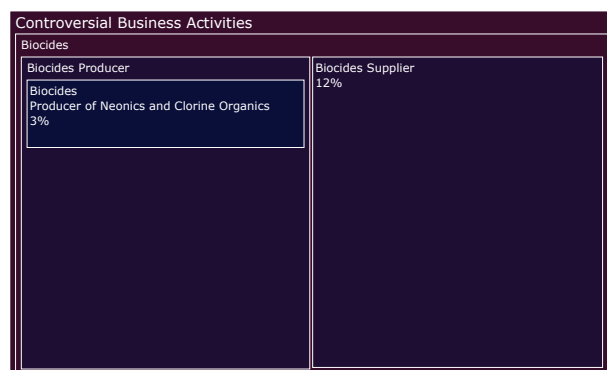 Controversial Business Activities
Biocides
Biocides Producer
Biocides
Producer of Neonics and Clorine Organics
3%
Biocides Supplier
12%